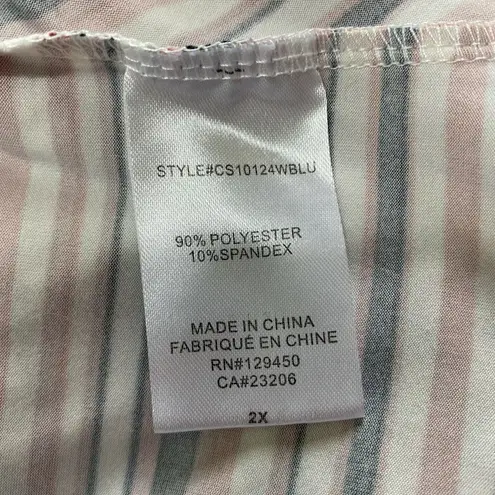 STYLE#CS10124WBLU
90% POLYESTER
10%SPANDEX
MADE IN CHINA
FABRIQUÉ EN CHINE
RN#129450
CA#23206
2X